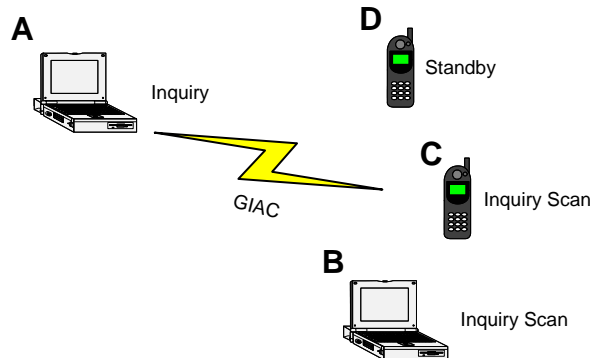 A
Inquiry
D
Standby
GIAC
C
Inquiry Scan
B
Inquiry Scan